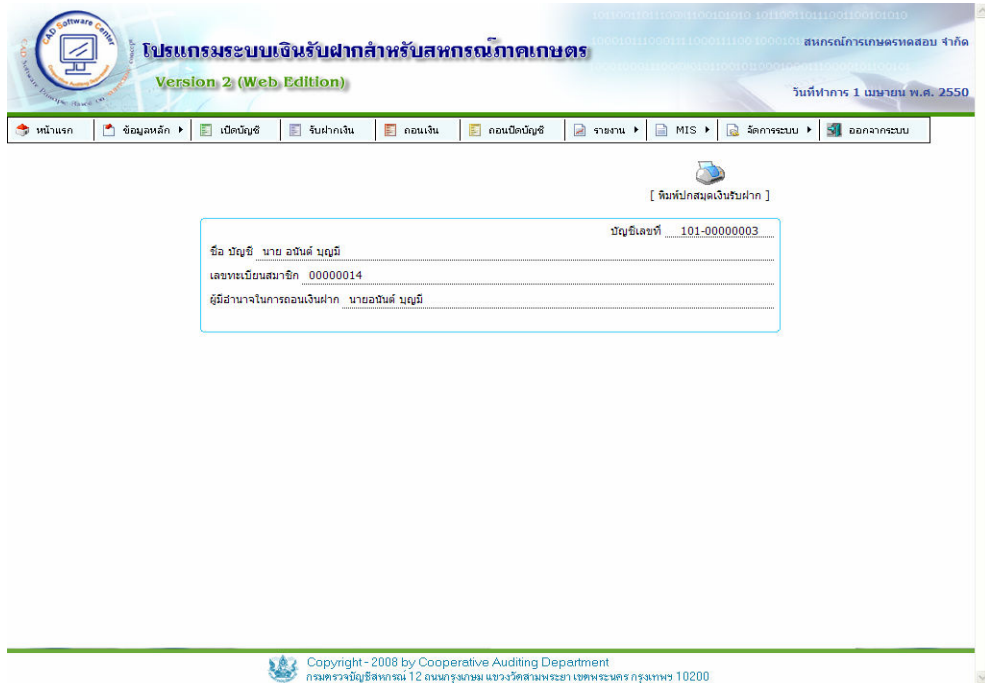 CAD Software Center
โปรแกรมระบบเงินรับฝากสำหรับสหกรณ์ภาคเกษตร
Version 2 (Web Edition)
สหกรณ์การเกษตรทดสอบ จำกัด
วันที่ทำการ 1 เมษายน พ.ศ. 2550
หน้าแรก ข้อมูลหลัก เปิดบัญชี รับฝากเงิน ถอนเงิน ถอนปิดบัญชี รายงาน MIS จัดการระบบ ออกจากระบบ
[ พิมพ์ปกสมุดเงินรับฝาก ]
บัญชีเลขที่ 101-00000003
ชื่อ บัญชี นาย อนันต์ บุญมี
เลขทะเบียนสมาชิก 00000014
ผู้มีอำนาจในการถอนเงินฝาก นายอนันต์ บุญมี
Copyright - 2008 by Cooperative Auditing Department
กรมตรวจบัญชีสหกรณ์ 12 ถนนกรุงเกษม แขวงวัดสามพระยา เขตพระนคร กรุงเทพฯ 10200